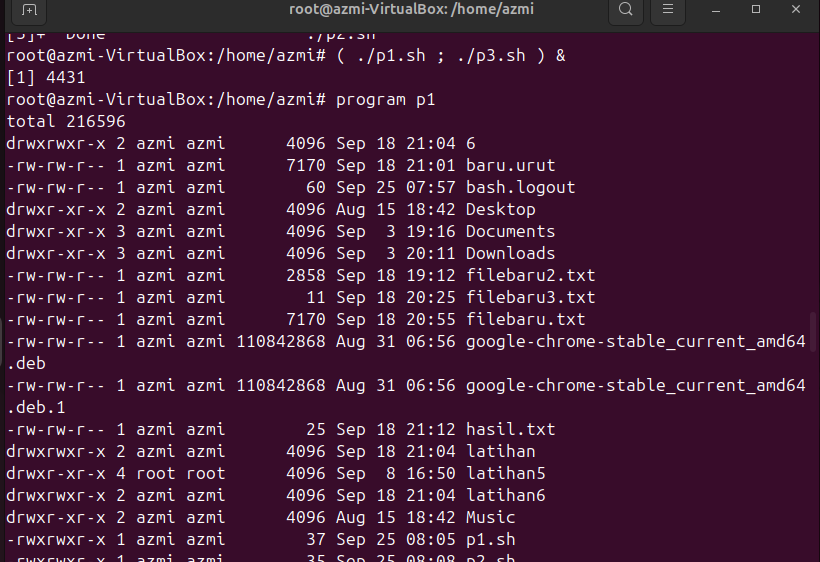 root@azmi-VirtualBox: /home/azmi
[3]+  Done                    ./p2.sh
root@azmi-VirtualBox:/home/azmi# ( ./p1.sh ; ./p3.sh ) &
[1] 4431
root@azmi-VirtualBox:/home/azmi# program p1
total 216596
drwxrwxr-x 2 azmi azmi      4096 Sep 18 21:04 6
-rw-rw-r-- 1 azmi azmi      7170 Sep 18 21:01 baru.urut
-rw-rw-r-- 1 azmi azmi        60 Sep 25 07:57 bash.logout
drwxr-xr-x 2 azmi azmi      4096 Aug 15 18:42 Desktop
drwxr-xr-x 3 azmi azmi      4096 Sep  3 19:16 Documents
drwxr-xr-x 3 azmi azmi      4096 Sep  3 20:11 Downloads
-rw-rw-r-- 1 azmi azmi      2858 Sep 18 19:12 filebaru2.txt
-rw-rw-r-- 1 azmi azmi        11 Sep 18 20:25 filebaru3.txt
-rw-rw-r-- 1 azmi azmi      7170 Sep 18 20:55 filebaru.txt
-rw-rw-r-- 1 azmi azmi 110842868 Aug 31 06:56 google-chrome-stable_current_amd64
.deb
-rw-rw-r-- 1 azmi azmi 110842868 Aug 31 06:56 google-chrome-stable_current_amd64
.deb.1
-rw-rw-r-- 1 azmi azmi        25 Sep 18 21:12 hasil.txt
drwxrwxr-x 2 azmi azmi      4096 Sep 18 21:04 latihan
drwxr-xr-x 4 root root      4096 Sep  8 16:50 latihan5
drwxrwxr-x 2 azmi azmi      4096 Sep 18 21:04 latihan6
drwxr-xr-x 2 azmi azmi      4096 Aug 15 18:42 Music
-rwxrwxr-x 1 azmi azmi        37 Sep 25 08:05 p1.sh
-rwxrwxr-x 1 azmi azmi        35 Sep 25 08:08 p2.sh